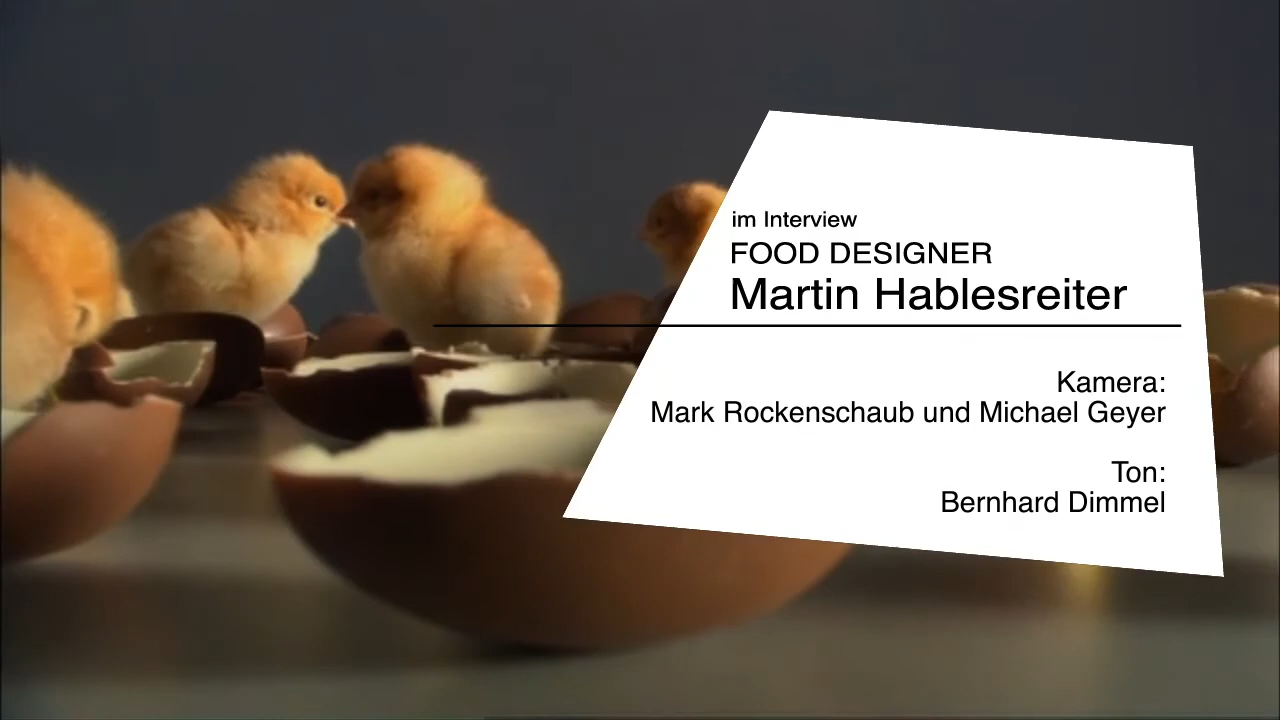 im Interview
FOOD DESIGNER
Martin Hablesreiter
Kamera:
Mark Rockenschaub und Michael Geyer
Ton:
Bernhard Dimmel